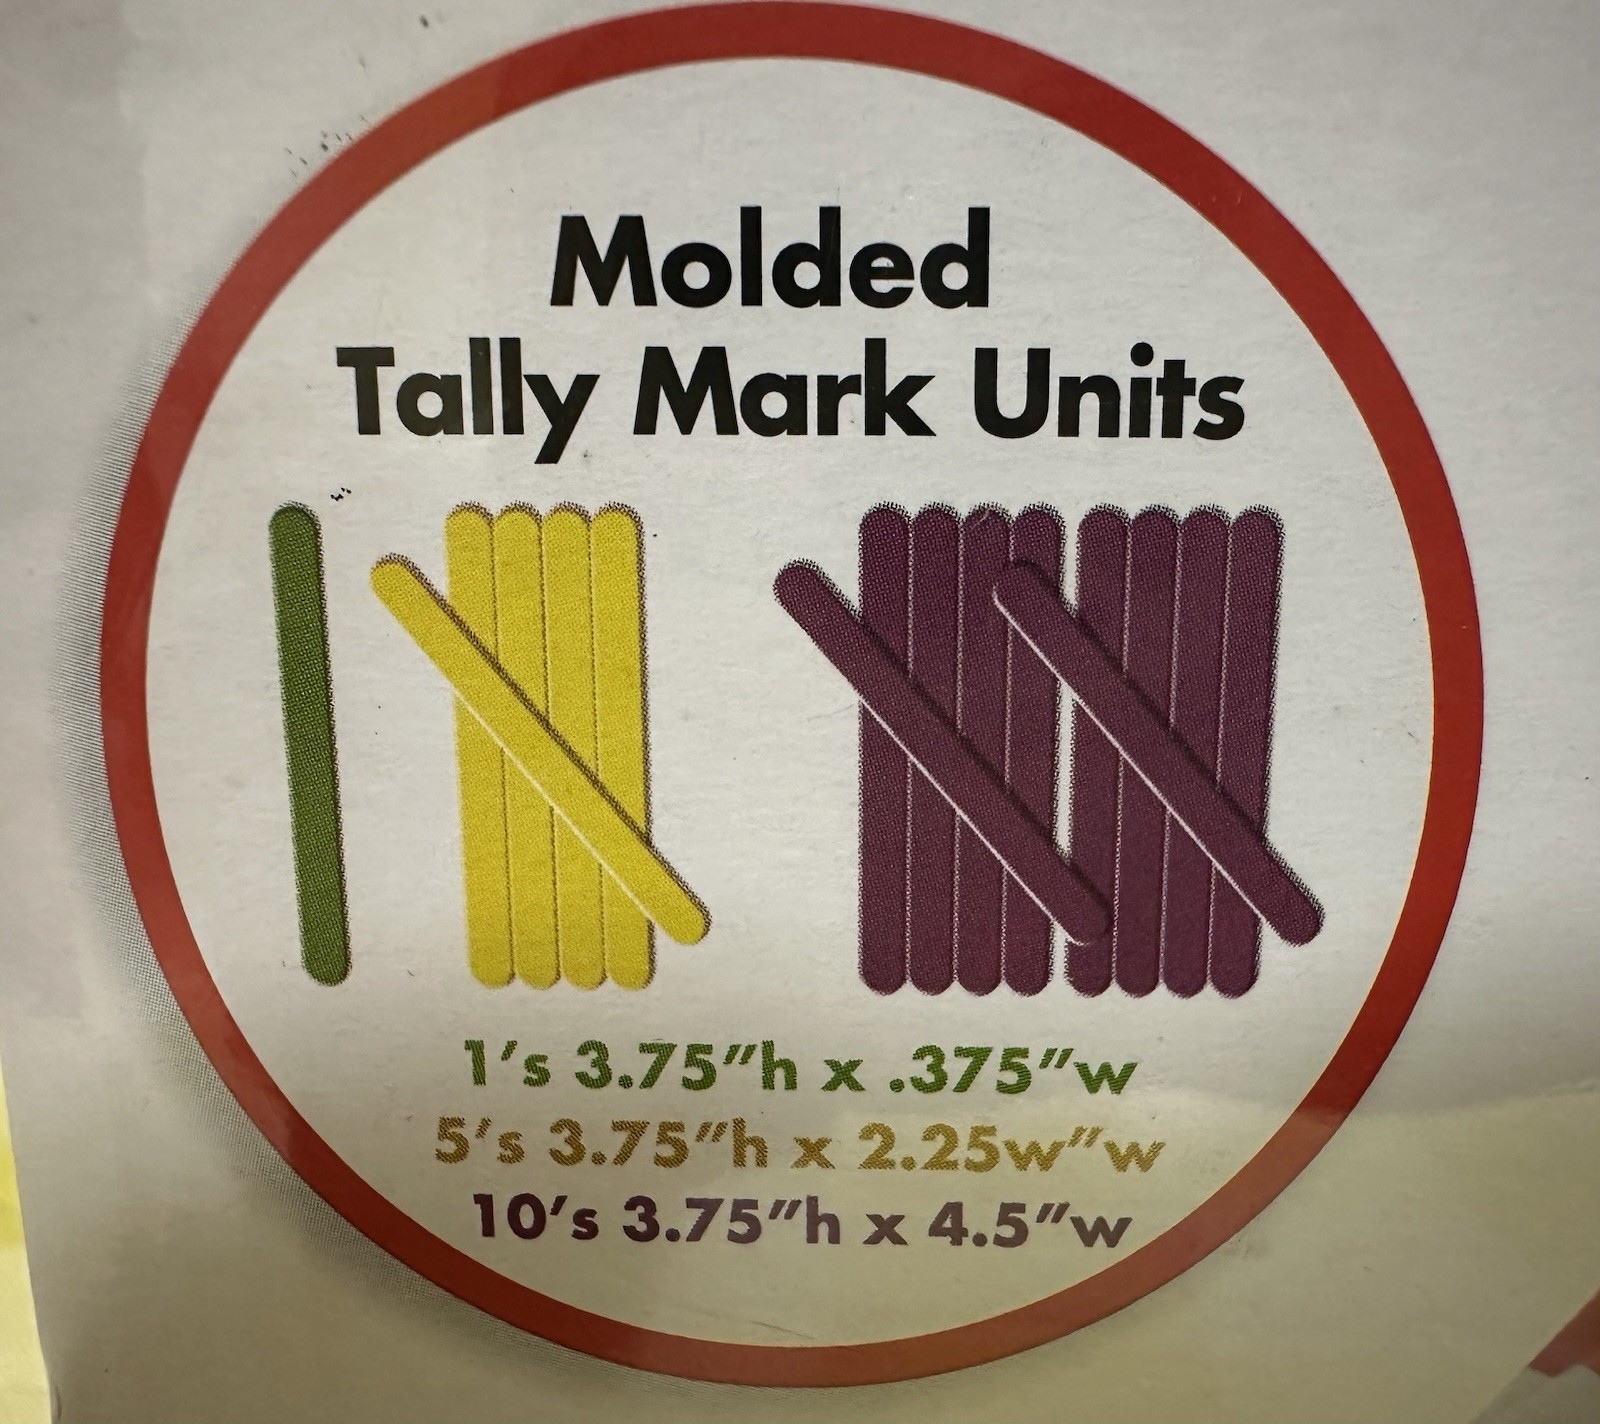 Molded
Tally Mark Units
1's 3.75"h x .375"w
5's 3.75"h x 2.25w"w
10's 3.75"h x 4.5"w